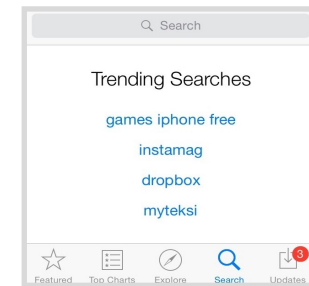 Search
Trending Searches
games iphone free
instamag
dropbox
myteksi
3
Featured Top Charts Explore Search Updates